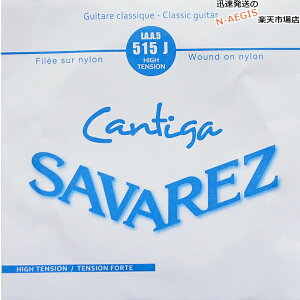 迅速発送の
N-AEGIS
楽天市場店
Guitare classique - Classic guitar
I.A.A.5
Filée sur nylon 515 J Wound on nylon
HIGH
TENSION
Cantiga
SAVAREZ
HIGH TENSION / TENSION FORTE